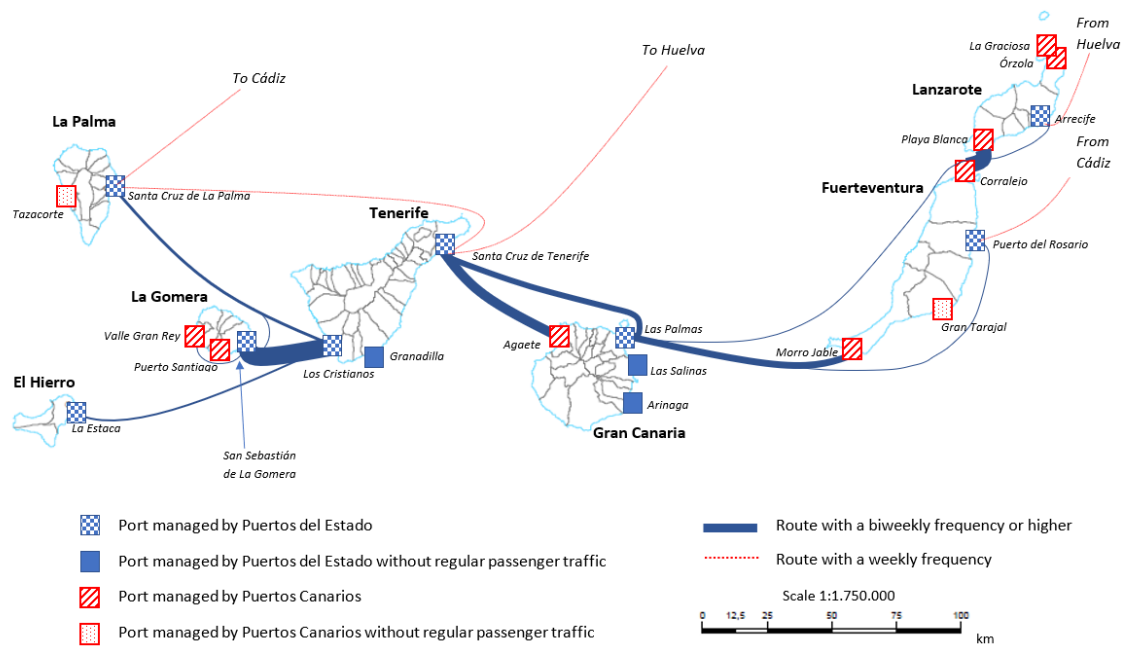 From
Huelva
La Graciosa
Órzola
To Huelva
To Cádiz
Lanzarote
La Palma
Arrecife
Playa Blanca
From
Cádiz
Corralejo
Fuerteventura
Santa Cruz de La Palma
Tazacorte
Tenerife
Puerto del Rosario
Santa Cruz de Tenerife
La Gomera
Gran Tarajal
Las Palmas
Valle Gran Rey
Agaete
Morro Jable
Granadilla
Puerto Santiago
Los Cristianos
Las Salinas
El Hierro
Arinaga
La Estaca
Gran Canaria
San Sebastián
de La Gomera
Port managed by Puertos del Estado
Port managed by Puertos del Estado without regular passenger traffic
Port managed by Puertos Canarios
Port managed by Puertos Canarios without regular passenger traffic
Route with a biweekly frequency or higher
Route with a weekly frequency
Scale 1:1.750.000
0 12,5 25 50 75 100
km